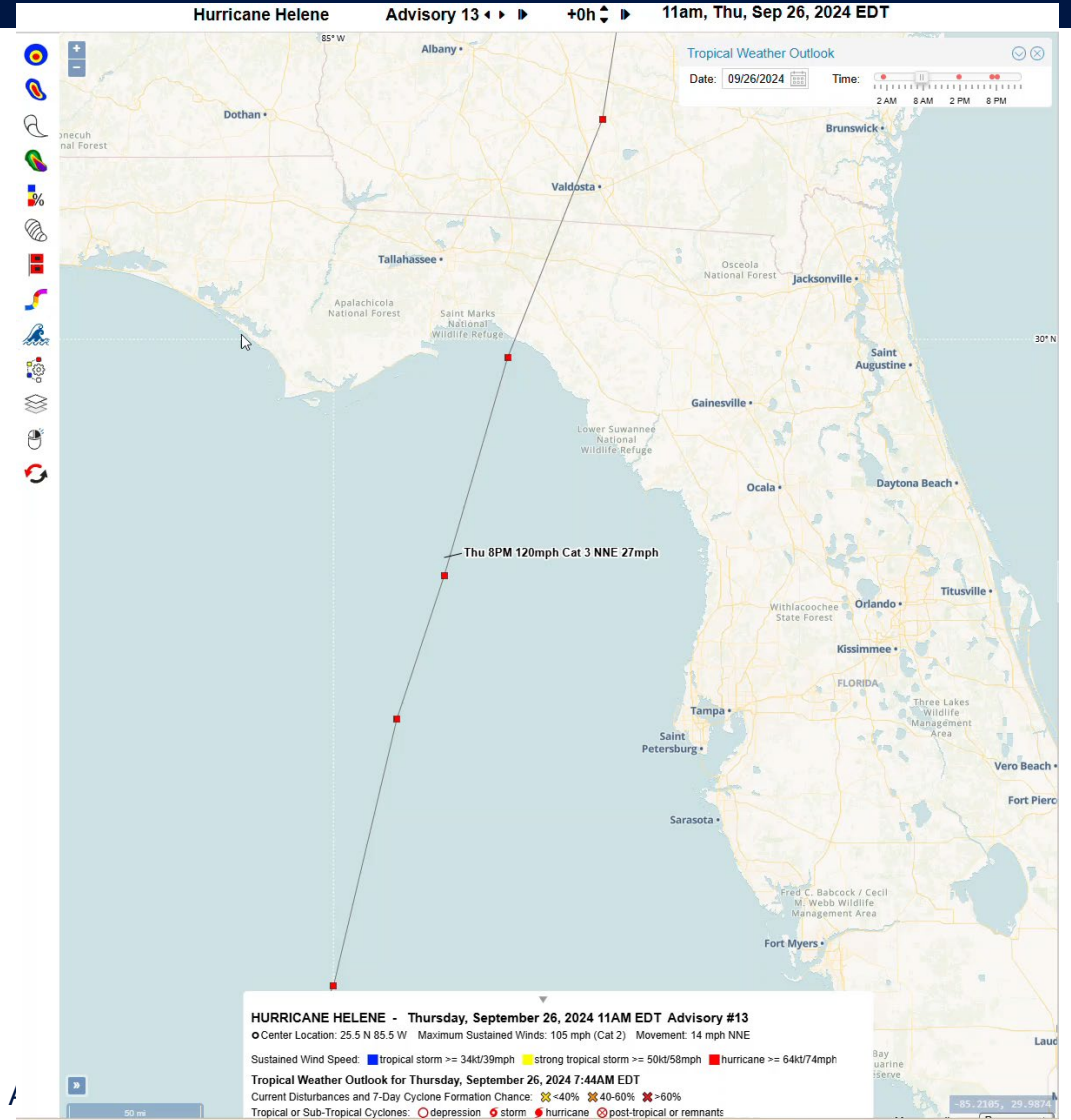 Hurricane Helene Advisory 13 +0h 11am, Thu, Sep 26, 2024 EDT
85° W
Albany
Tropical Weather Outlook
Date: 09/26/2024 Time:
2 AM 8 AM 2 PM 8 PM
Dothan
Brunswick
necuh
nal Forest
Valdosta
Tallahassee
Osceola
National Forest
Jacksonville
Apalachicola
National Forest
Saint Marks
National
Wildlife Refuge
30° N
Saint
Augustine
Gainesville
Lower Suwannee
National
Wildlife Refuge
Ocala
Daytona Beach
Thu 8PM 120mph Cat 3 NNE 27mph
Titusville
Withlacoochee
State Forest
Orlando
Kissimmee
FLORIDA
Three Lakes
Wildlife
Management
Area
Tampa
Saint
Petersburg
Vero Beach
Fort Pierc
Sarasota
Fred C. Babcock / Cecil
M. Webb Wildlife
Management Area
Fort Myers
HURRICANE HELENE - Thursday, September 26, 2024 11AM EDT Advisory #13
Center Location: 25.5 N 85.5 W Maximum Sustained Winds: 105 mph (Cat 2) Movement: 14 mph NNE
Sustained Wind Speed: tropical storm >= 34kt/39mph strong tropical storm >= 50kt/58mph hurricane >= 64kt/74mph
Tropical Weather Outlook for Thursday, September 26, 2024 7:44AM EDT
Current Disturbances and 7-Day Cyclone Formation Chance: <40% 40-60% >60%
Tropical or Sub-Tropical Cyclones: depression storm hurricane post-tropical or remnants
Laud
Bay
uarine
eserve
50 mi
-85.2105, 29.9874